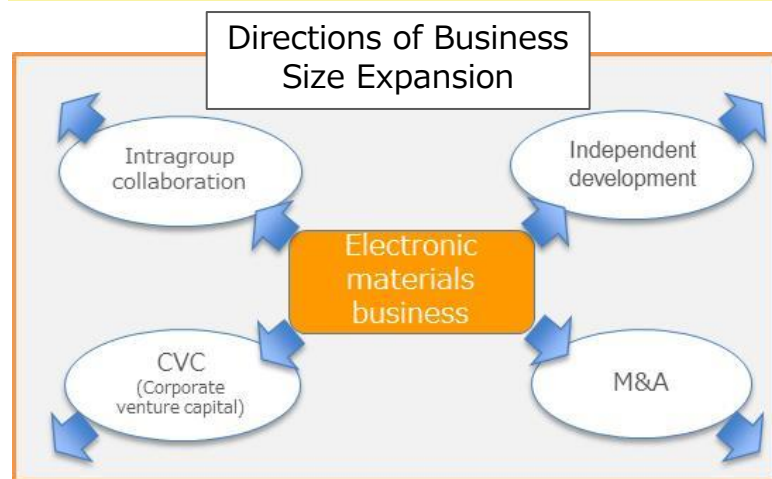 Directions of Business
Size Expansion
Intragroup
collaboration
Independent
development
Electronic
materials
business
CVC
(Corporate
venture capital)
M&A